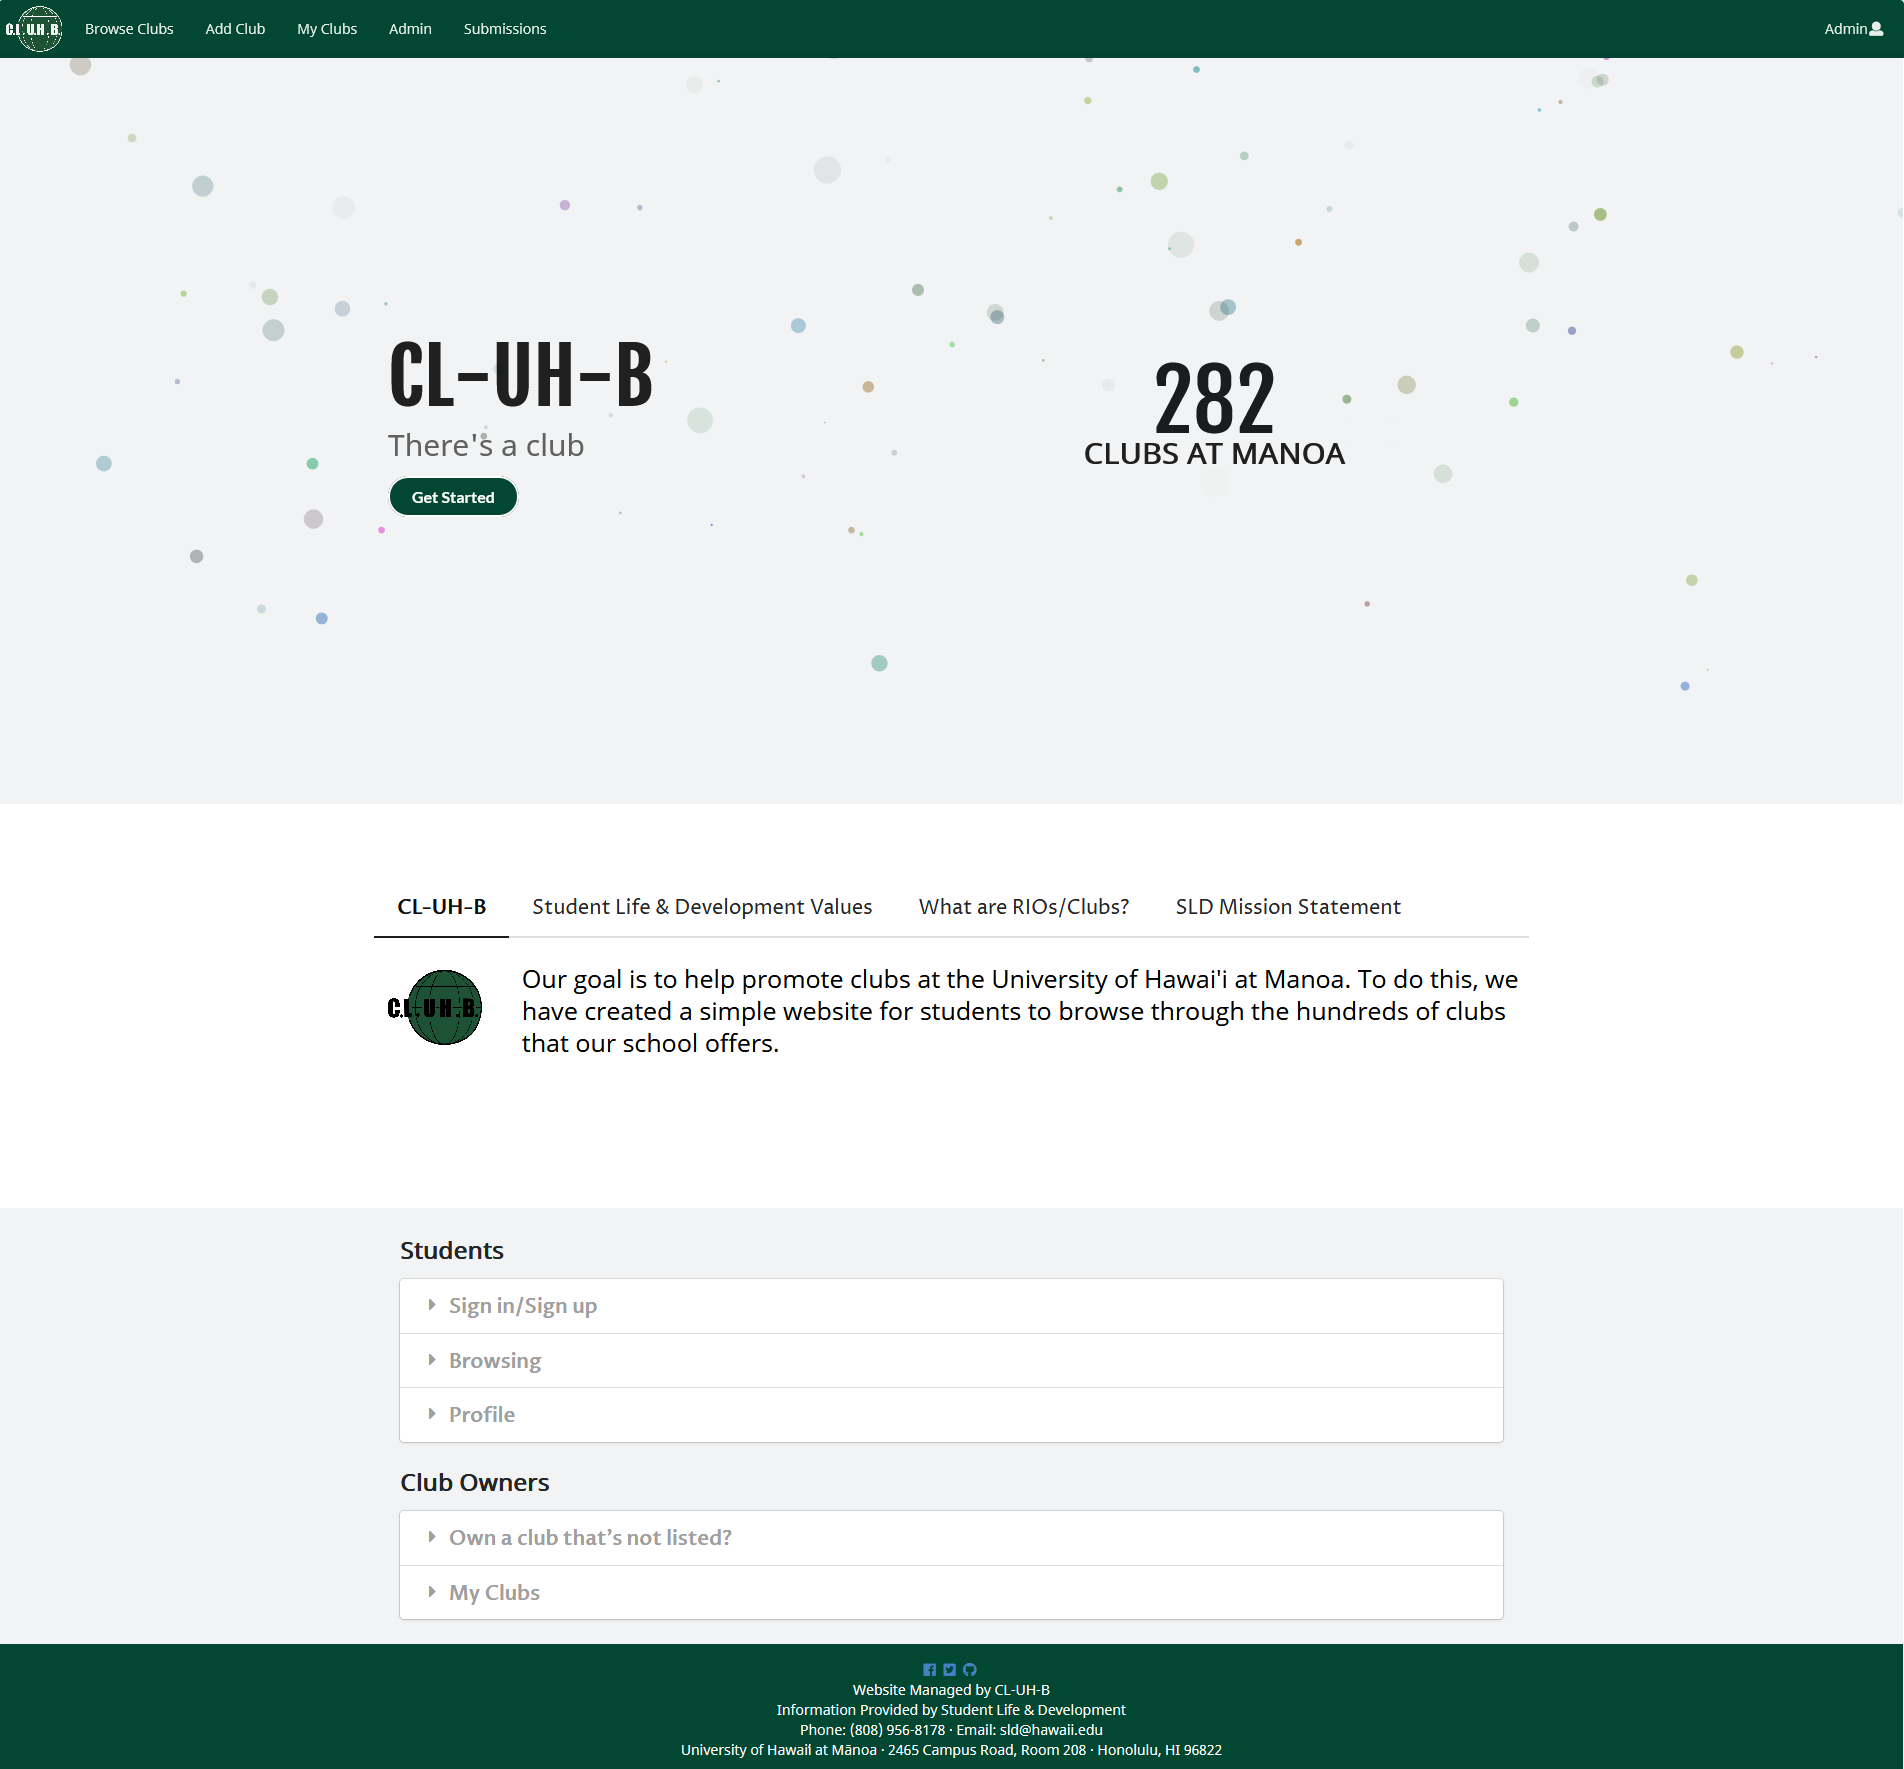 C.L.U.H.B. Browse Clubs Add Club My Clubs Admin Submissions Admin
CL-UH-B
There's a club
Get Started
282
CLUBS AT MANOA
CL-UH-B Student Life & Development Values What are RIOs/Clubs? SLD Mission Statement
C.L.U.H.B.
Our goal is to help promote clubs at the University of Hawai'i at Manoa. To do this, we
have created a simple website for students to browse through the hundreds of clubs
that our school offers.
Students
Sign in/Sign up
Browsing
Profile
Club Owners
Own a club that's not listed?
My Clubs
Website Managed by CL-UH-B
Information Provided by Student Life & Development
Phone: (808) 956-8178 · Email: sld@hawaii.edu
University of Hawaiʻi at Mānoa · 2465 Campus Road, Room 208 · Honolulu, HI 96822